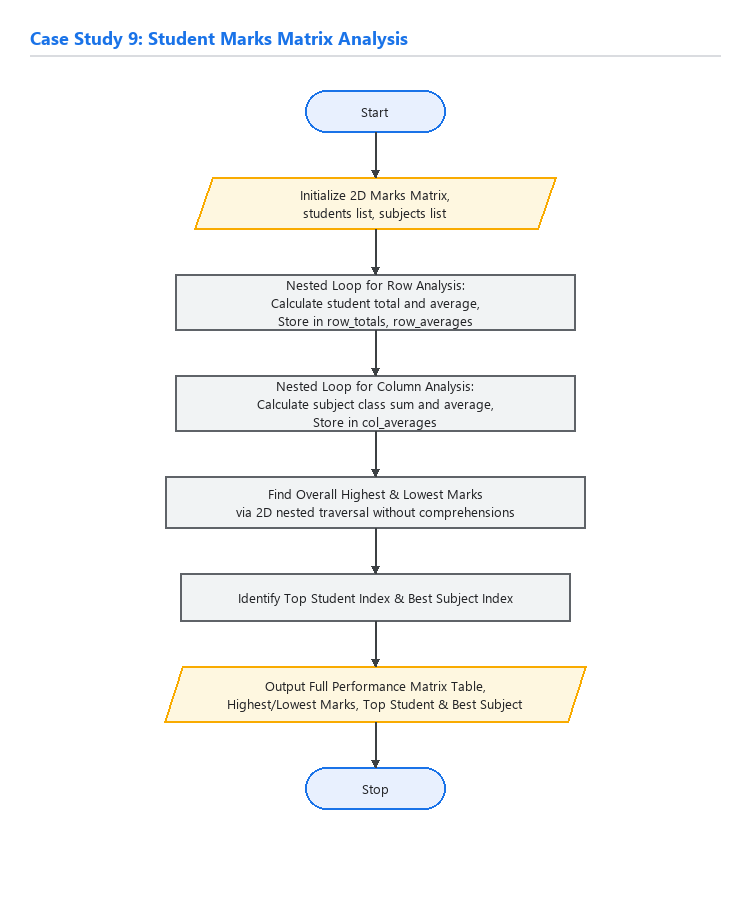 Case Study 9: Student Marks Matrix Analysis
Start
Initialize 2D Marks Matrix,
students list, subjects list
Nested Loop for Row Analysis:
Calculate student total and average,
Store in row_totals, row_averages
Nested Loop for Column Analysis:
Calculate subject class sum and average,
Store in col_averages
Find Overall Highest & Lowest Marks
via 2D nested traversal without comprehensions
Identify Top Student Index & Best Subject Index
Output Full Performance Matrix Table,
Highest/Lowest Marks, Top Student & Best Subject
Stop